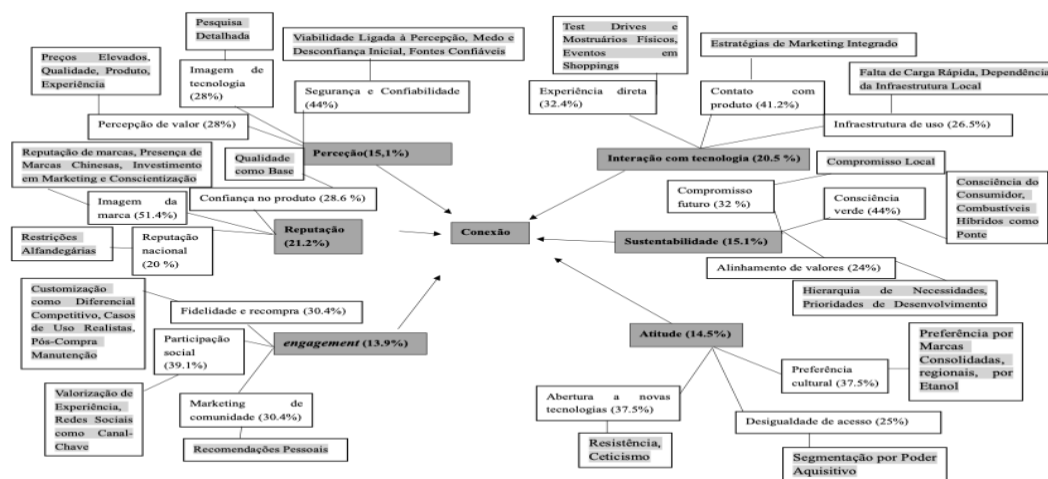 Pesquisa
Detalhada
Preços Elevados,
Qualidade, Produto,
Experiência
Imagem de
tecnologia
(28%)
Viabilidade Ligada à Percepção, Medo e
Desconfiança Inicial, Fontes Confiáveis
Segurança e Confiabilidade
(44%)
Percepção de valor (28%)
Perceção(15,1%)
Reputação de marcas, Presença de
Marcas Chinesas, Investimento
em Marketing e Conscientização
Qualidade
como Base
Imagem da
marca (51.4%)
Confiança no produto (28.6 %)
Reputação
(21.2%)
Restrições
Alfandegárias
Reputação
nacional
(20 %)
Customização
como Diferencial
Competitivo, Casos
de Uso Realistas,
Pós-Compra
Manutenção
Fidelidade e recompra (30.4%)
Participação
social
(39.1%)
engagement (13.9%)
Valorização de
Experiência,
Redes Sociais
como Canal-
Chave
Marketing de
comunidade (30.4%)
Recomendações Pessoais
Conexão
Test Drives e
Mostruários Físicos,
Eventos em
Shoppings
Estratégias de Marketing Integrado
Falta de Carga Rápida, Dependência
da Infraestrutura Local
Experiência direta
(32.4%)
Contato com
produto (41.2%)
Infraestrutura de uso (26.5%)
Interação com tecnologia (20.5 %)
Compromisso Local
Compromisso
futuro (32 %)
Consciência
verde (44%)
Consciência do
Consumidor,
Combustíveis
Híbridos como
Ponte
Sustentabilidade (15.1%)
Alinhamento de valores (24%)
Hierarquia de Necessidades,
Prioridades de Desenvolvimento
Atitude (14.5%)
Preferência por
Marcas
Consolidadas,
regionais, por
Etanol
Preferência
cultural (37.5%)
Abertura a novas
tecnologias (37.5%)
Desigualdade de acesso (25%)
Resistência,
Ceticismo
Segmentação por Poder
Aquisitivo